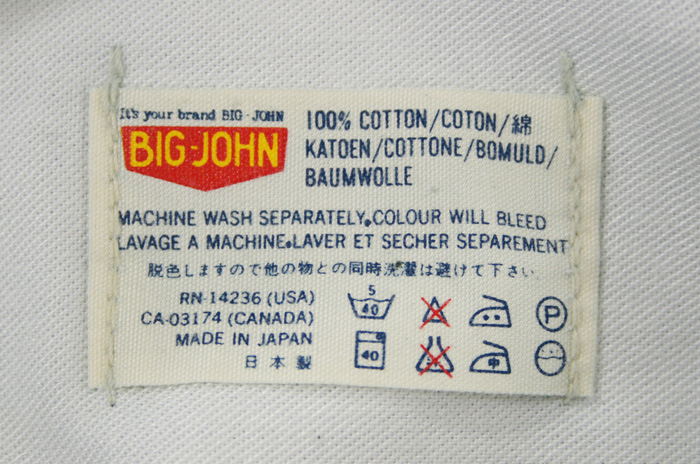 It's your brand BIG-JOHN
BIG-JOHN
100% COTTON/COTON/綿
KATOEN/COTTONE/BOMULD/
BAUMWOLLE
MACHINE WASH SEPARATELY. COLOUR WILL BLEED
LAVAGE A MACHINE. LAVER ET SECHER SEPAREMENT
脱色しますので他の物との同時洗濯は避けて下さい。
RN-14236 (USA)
CA-03174 (CANADA)
MADE IN JAPAN
日本製
5
40
P
40
中